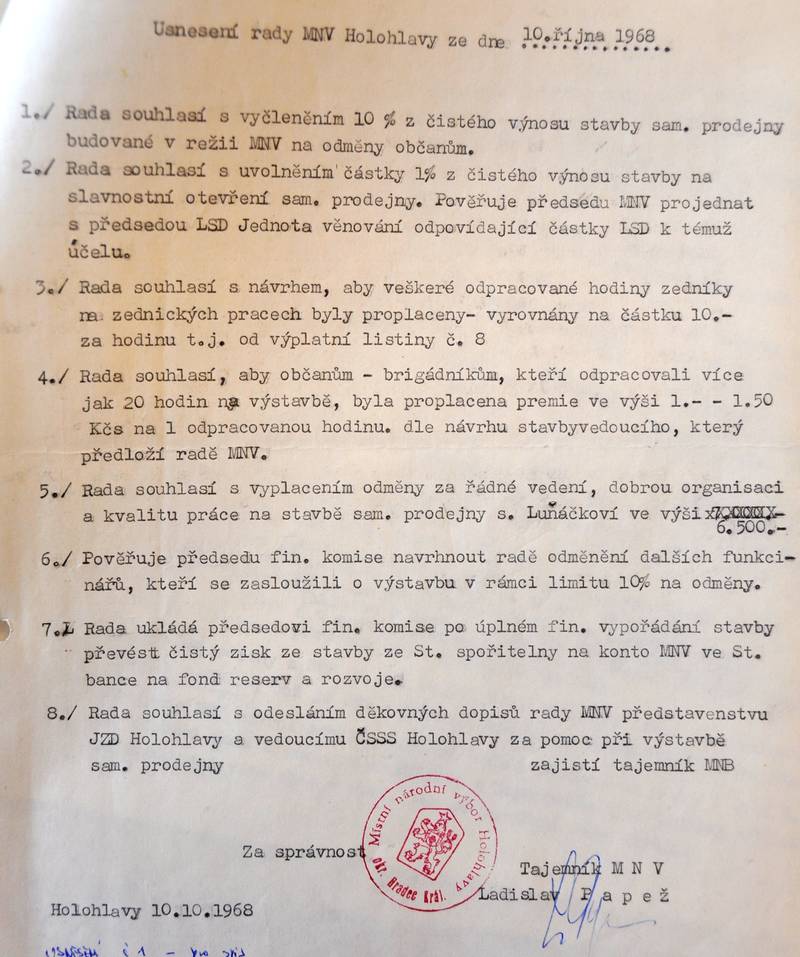 Usnesení rady MNV Holohlavy ze dne 10.října 1968
1./ Rada souhlasí s vyčleněním 10 % z čistého výnosu stavby sam. prodejny
budované v režii MNV na odměny občanům.
2./ Rada souhlasí s uvolněním částky 1% z čistého výnosu stavby na
slavnostní otevření sam. prodejny. Pověřuje předsedu MNV projednat
s předsedou LSD Jednota věnování odpovídající částky LSD k témuž
účelu.
3./ Rada souhlasí s návrhem, aby veškeré odpracované hodiny zedníky
na zednických pracech byly proplaceny- vyrovnány na částku 10.-
za hodinu t.j. od výplatní listiny č. 8
4./ Rada souhlasí, aby občanům - brigádníkům, kteří odpracovali více
jak 20 hodin na výstavbě, byla proplacena premie ve výši 1.- - 1.50
Kčs na 1 odpracovanou hodinu. dle návrhu stavbyvedoucího, který
předloží radě MNV.
5./ Rada souhlasí s vyplacením odměny za řádné vedení, dobrou organisaci
a kvalitu práce na stavbě sam. prodejny s. Luňáčkoví ve výši
6.500.-
6./ Pověřuje předsedu fin. komise navrhnout radě odměnění dalších funkci-
nářů, kteří se zasloužili o výstavbu v rámci limitu 10% na odměny.
7./ Rada ukládá předsedovi fin. komise po úplném fin. vypořádání stavby
převést čistý zisk ze stavby ze St. spořitelny na konto MNV ve St.
bance na fond reserv a rozvoje.
8./ Rada souhlasí s odesláním děkovných dopisů rady MNV představenstvu
JZD Holohlavy a vedoucímu ČSSS Holohlavy za pomoc při výstavbě
sam. prodejny zajistí tajemník MNB
Místní národní výbor Holohlavy
okr. Hradec Král.
Za správnost
Tajemník M N V
Ladislav P a p e ž
Holohlavy 10.10.1968